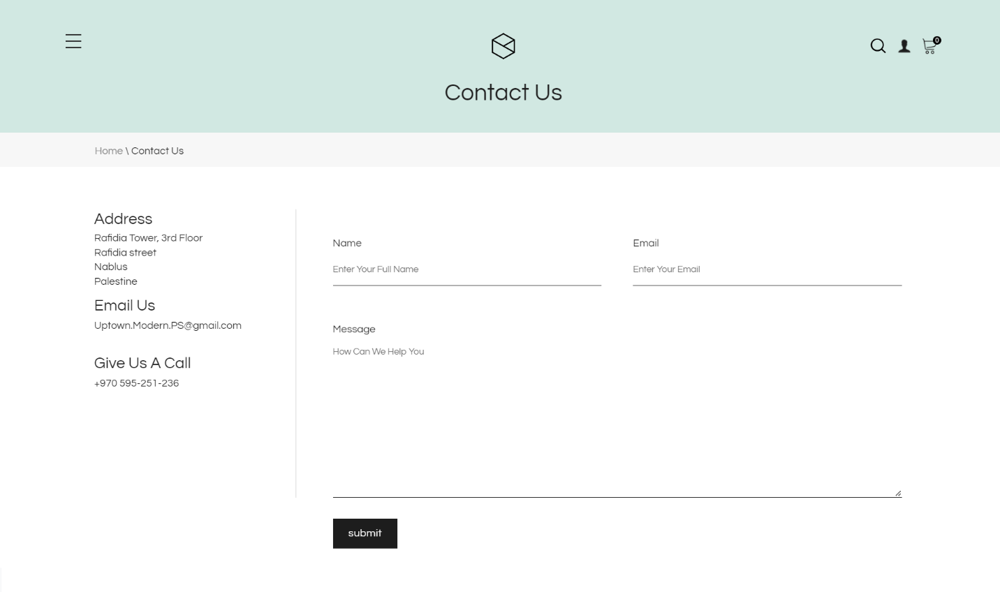 0
Contact Us
Home \ Contact Us
Address
Rafidia Tower, 3rd Floor
Rafidia street
Nablus
Palestine
Email Us
Uptown.Modern.PS@gmail.com
Give Us A Call
+970 595-251-236
Name
Enter Your Full Name
Email
Enter Your Email
Message
How Can We Help You
submit